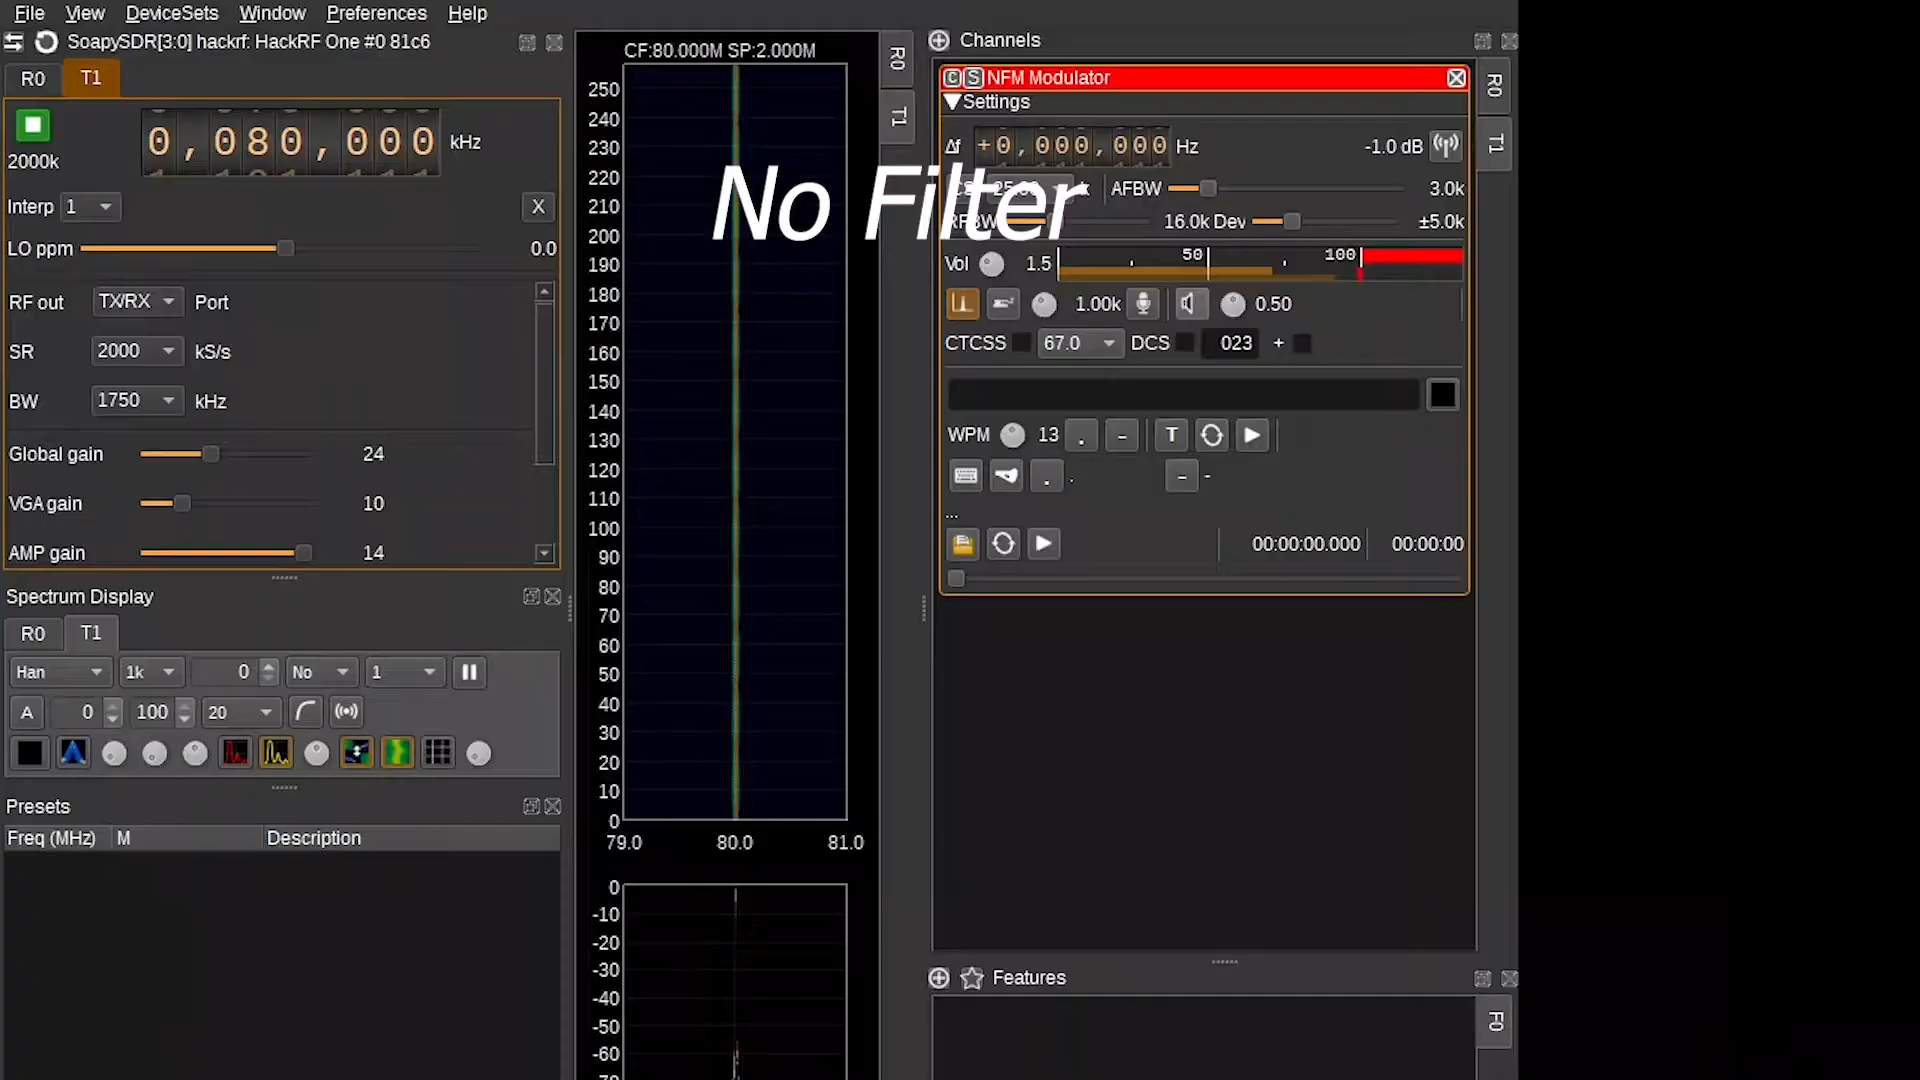 File View DeviceSets Window Preferences Help
SoapySDR[3:0] hackrf: HackRF One #0 81c6
R0 T1
2000k
0,080,000 kHz
Interp 1 X
LO ppm 0.0
RF out TX/RX Port
SR 2000 kS/s
BW 1750 kHz
Global gain 24
VGA gain 10
AMP gain 14
Spectrum Display
R0 T1
Han 1k 0 No 1
A 0 100 20
Presets
Freq (MHz) M Description
CF:80.000M SP:2.000M
250
240
230
220
210
200
190
180
170
160
150
140
130
120
110
100
90
80
70
60
50
40
30
20
10
0
79.0 80.0 81.0
0
-10
-20
-30
-40
-50
-60
R0
T1
No Filter
Channels
C S NFM Modulator
Settings
Δf +0,000,000 Hz -1.0 dB
AFBW 3.0k
RFBW 16.0k Dev ±5.0k
Vol 1.5 50 100
1.00k 0.50
CTCSS 67.0 DCS 023 +
WPM 13 . - T
. . - -
...
00:00:00.000 00:00:00
R0
T1
Features
F0